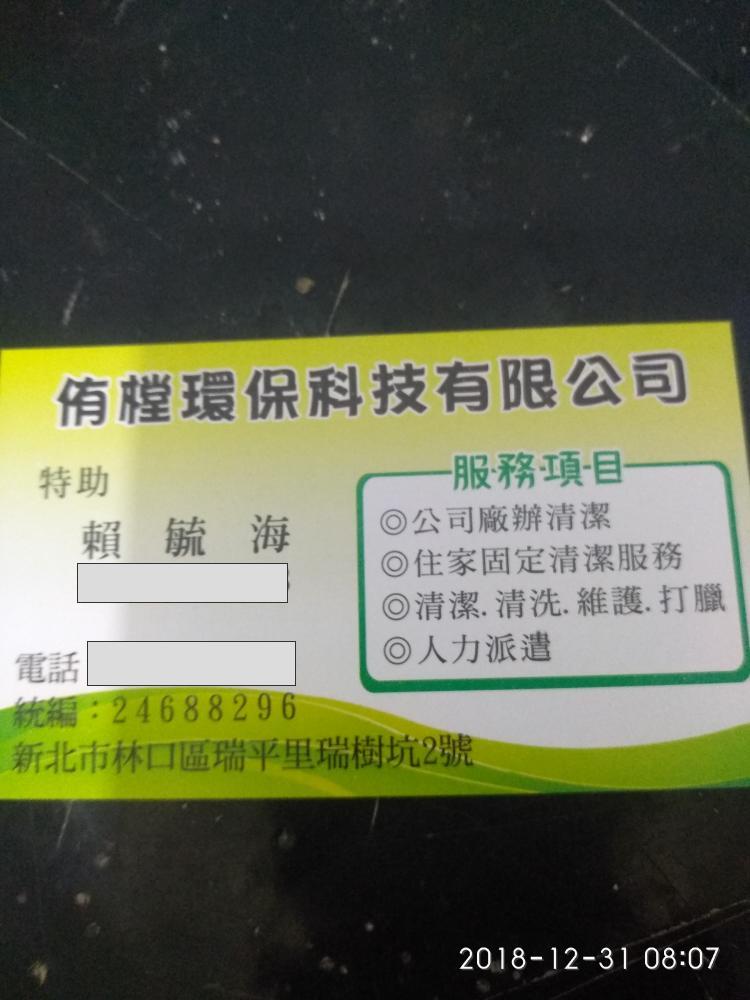 侑樘環保科技有限公司
特助
賴 毓 海
電話
統編：24688296
新北市林口區瑞平里瑞樹坑2號
服務項目
◎公司廠辦清潔
◎住家固定清潔服務
◎清潔.清洗.維護.打臘
◎人力派遣
2018-12-31 08:07